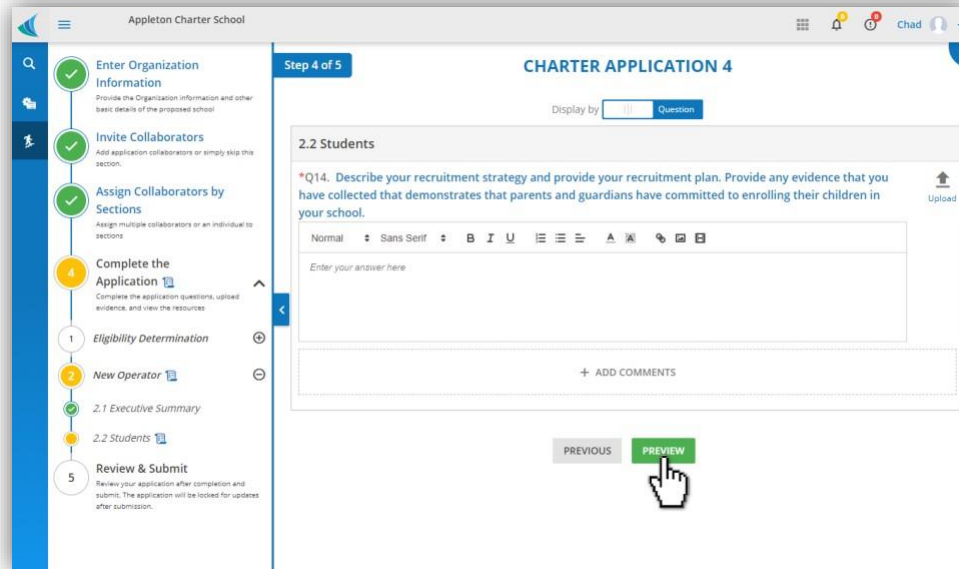 Appleton Charter School
Chad
Enter Organization
Information
Provide the Organization information and other
basic details of the proposed school
Invite Collaborators
Add application collaborators or simply skip this
section.
Assign Collaborators by
Sections
Assign multiple collaborators or an individual to
sections
4
Complete the
Application
Complete the application questions, upload
evidence, and view the resources
1
Eligibility Determination
2
New Operator
2.1 Executive Summary
2.2 Students
5
Review & Submit
Review your application after completion and
submit. The application will be locked for updates
after submission.
Step 4 of 5
CHARTER APPLICATION 4
Display by
Question
2.2 Students
*Q14. Describe your recruitment strategy and provide your recruitment plan. Provide any evidence that you
have collected that demonstrates that parents and guardians have committed to enrolling their children in
your school.
Upload
Normal Sans Serif B I U A A
Enter your answer here
+ ADD COMMENTS
PREVIOUS
PREVIEW